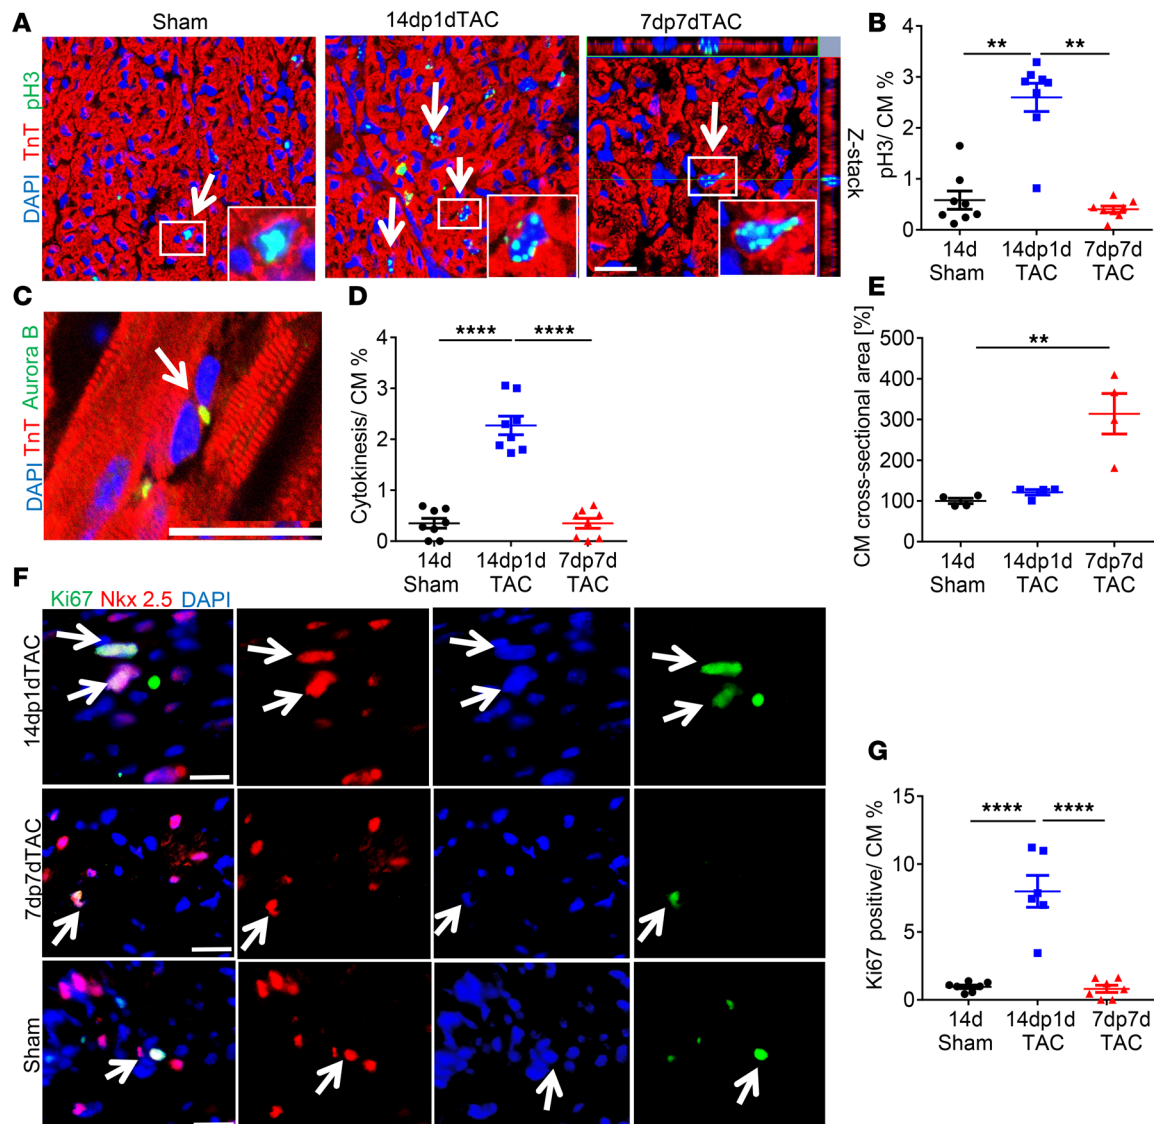 A
Sham
14dp1dTAC
7dp7dTAC
DAPI TnT pH3
Z-stack
B
pH3/ CM %
4
3
2
1
0
** **
14d
Sham
14dp1d
TAC
7dp7d
TAC
C
DAPI TnT Aurora B
D
Cytokinesis/ CM %
4
3
2
1
0
**** ****
14d
Sham
14dp1d
TAC
7dp7d
TAC
E
CM cross-sectional area [%]
500
400
300
200
100
0
**
14d
Sham
14dp1d
TAC
7dp7d
TAC
F
Ki67 Nkx 2.5 DAPI
14dp1dTAC
7dp7dTAC
Sham
G
Ki67 positive/ CM %
15
10
5
0
**** ****
14d
Sham
14dp1d
TAC
7dp7d
TAC